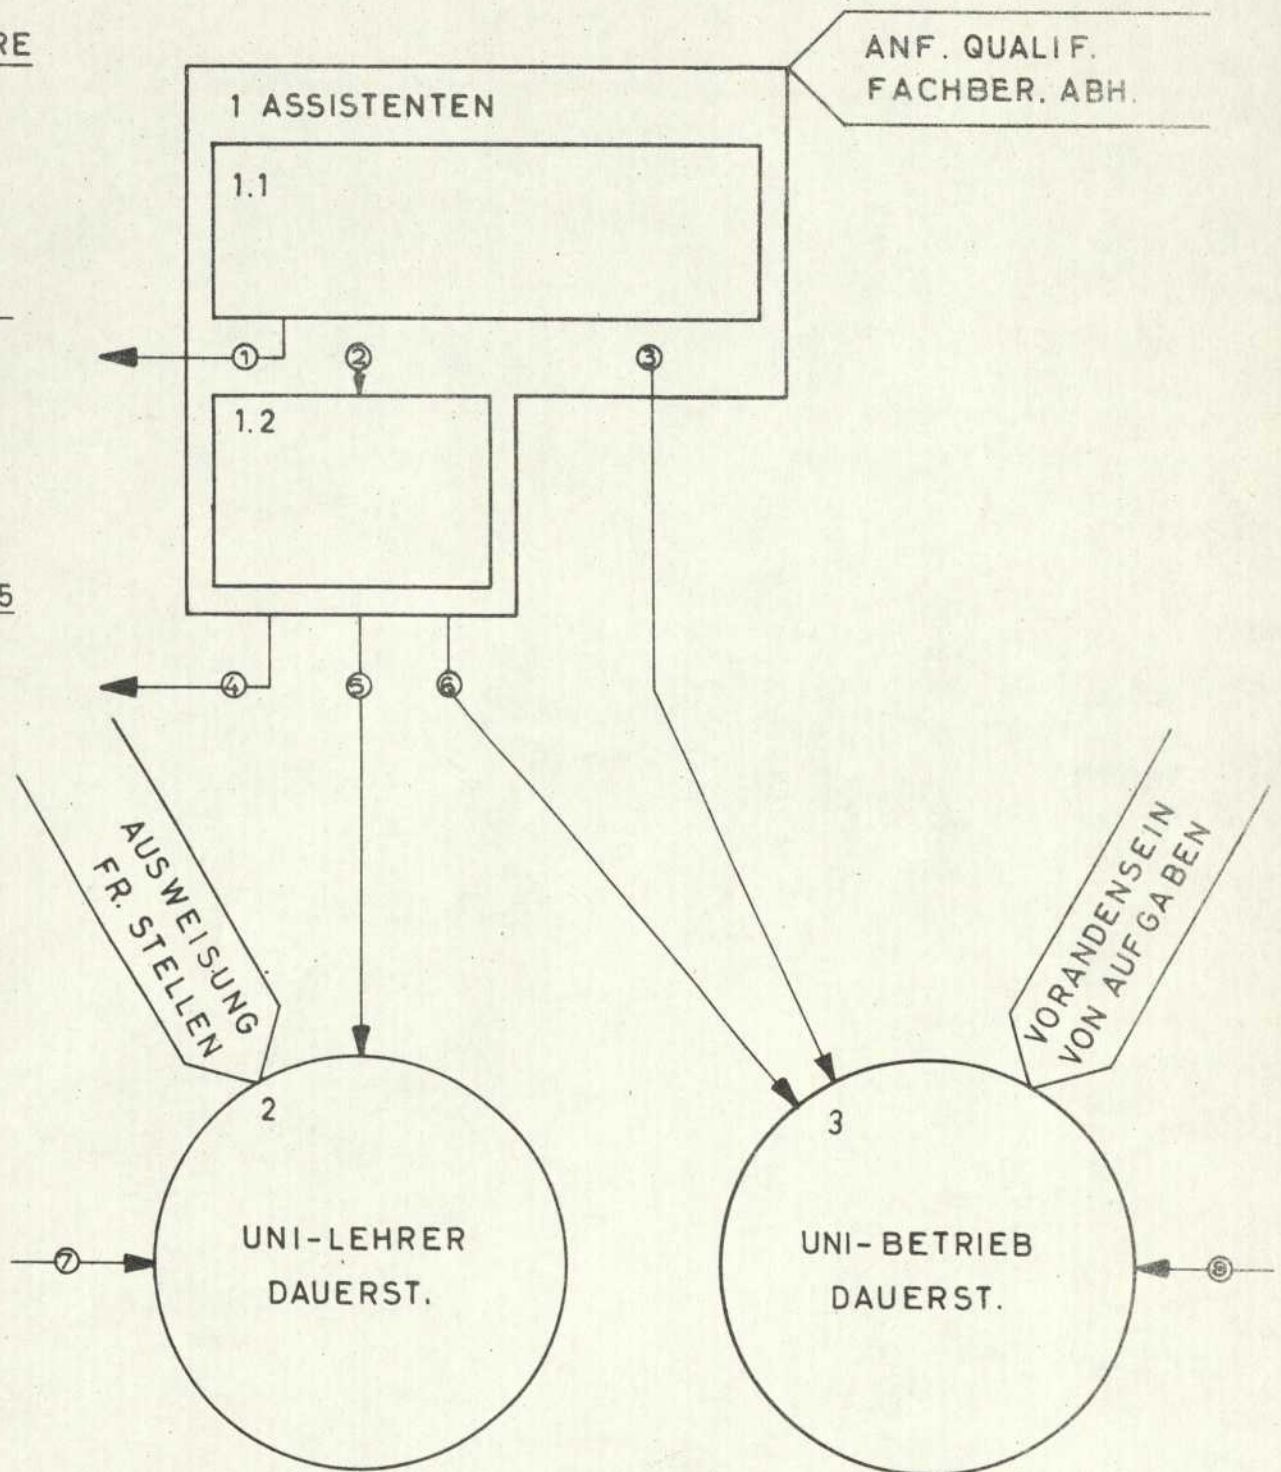 RE
ANF. QUALIF.
FACHBER. ABH.
1 ASSISTENTEN
1.1
1
2
3
1.2
5
4
5
6
AUSWEISUNG
FR. STELLEN
VORANDENSEIN
VON AUFGABEN
2
3
UNI-LEHRER
DAUERST.
UNI-BETRIEB
DAUERST.
7
8